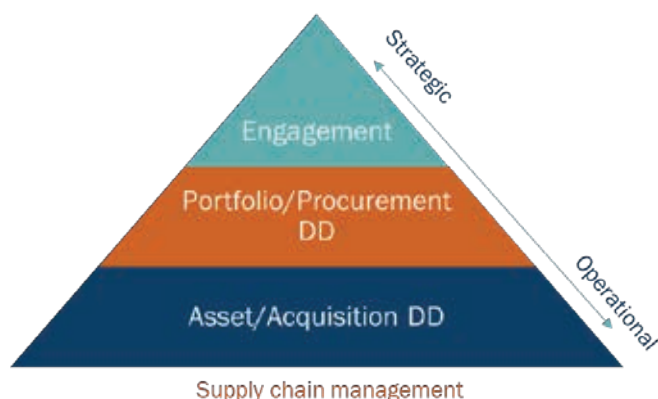 Strategic
Engagement
Portfolio/Procurement
DD
Operational
Asset/Acquisition DD
Supply chain management